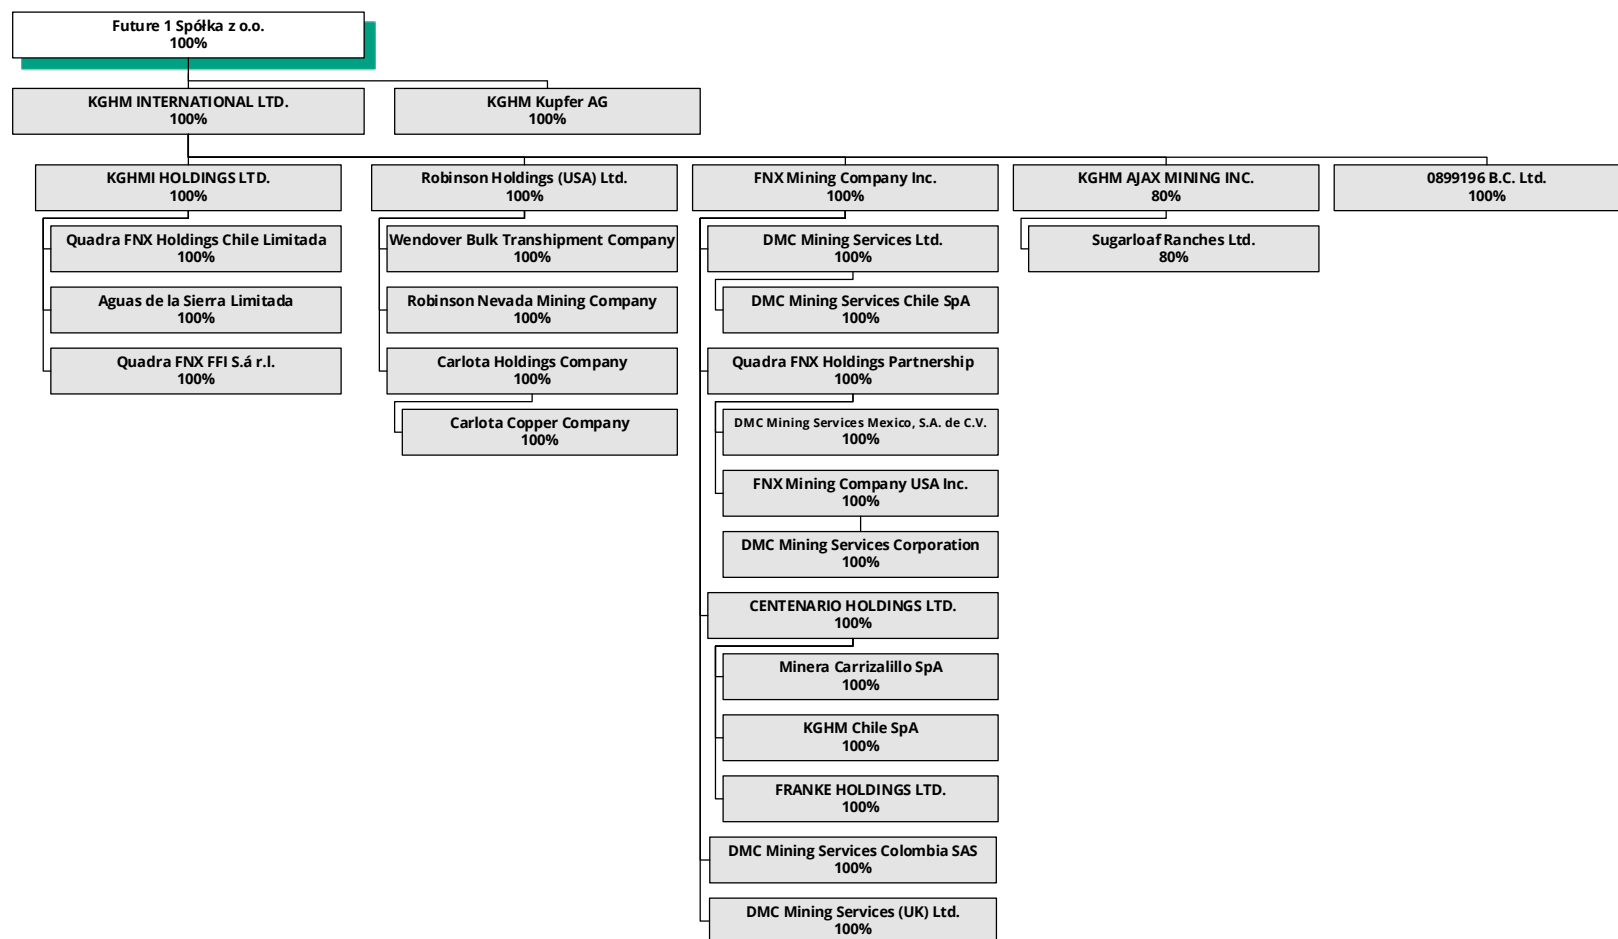 Future 1 Spółka z o.o.
100%
KGHM INTERNATIONAL LTD.
100%
KGHM Kupfer AG
100%
KGHMI HOLDINGS LTD.
100%
Robinson Holdings (USA) Ltd.
100%
FNX Mining Company Inc.
100%
KGHM AJAX MINING INC.
80%
0899196 B.C. Ltd.
100%
Quadra FNX Holdings Chile Limitada
100%
Aguas de la Sierra Limitada
100%
Quadra FNX FFI S.á r.l.
100%
Wendover Bulk Transhipment Company
100%
Robinson Nevada Mining Company
100%
Carlota Holdings Company
100%
Carlota Copper Company
100%
DMC Mining Services Ltd.
100%
DMC Mining Services Chile SpA
100%
Quadra FNX Holdings Partnership
100%
DMC Mining Services Mexico, S.A. de C.V.
100%
FNX Mining Company USA Inc.
100%
DMC Mining Services Corporation
100%
CENTENARIO HOLDINGS LTD.
100%
Minera Carrizalillo SpA
100%
KGHM Chile SpA
100%
FRANKE HOLDINGS LTD.
100%
DMC Mining Services Colombia SAS
100%
DMC Mining Services (UK) Ltd.
100%
Sugarloaf Ranches Ltd.
80%